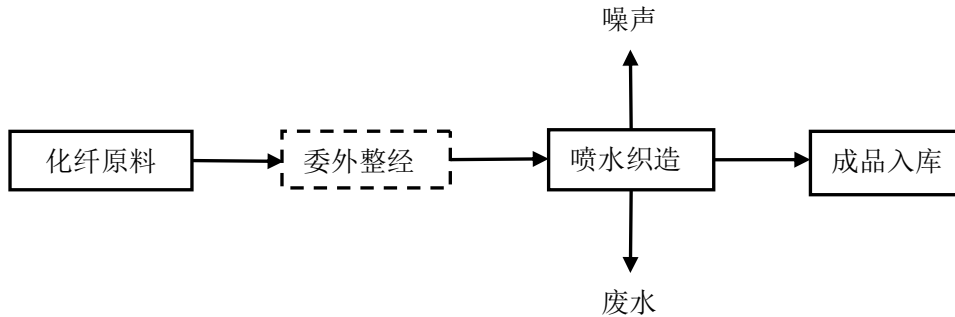 噪声
化纤原料
委外整经
喷水织造
成品入库
废水